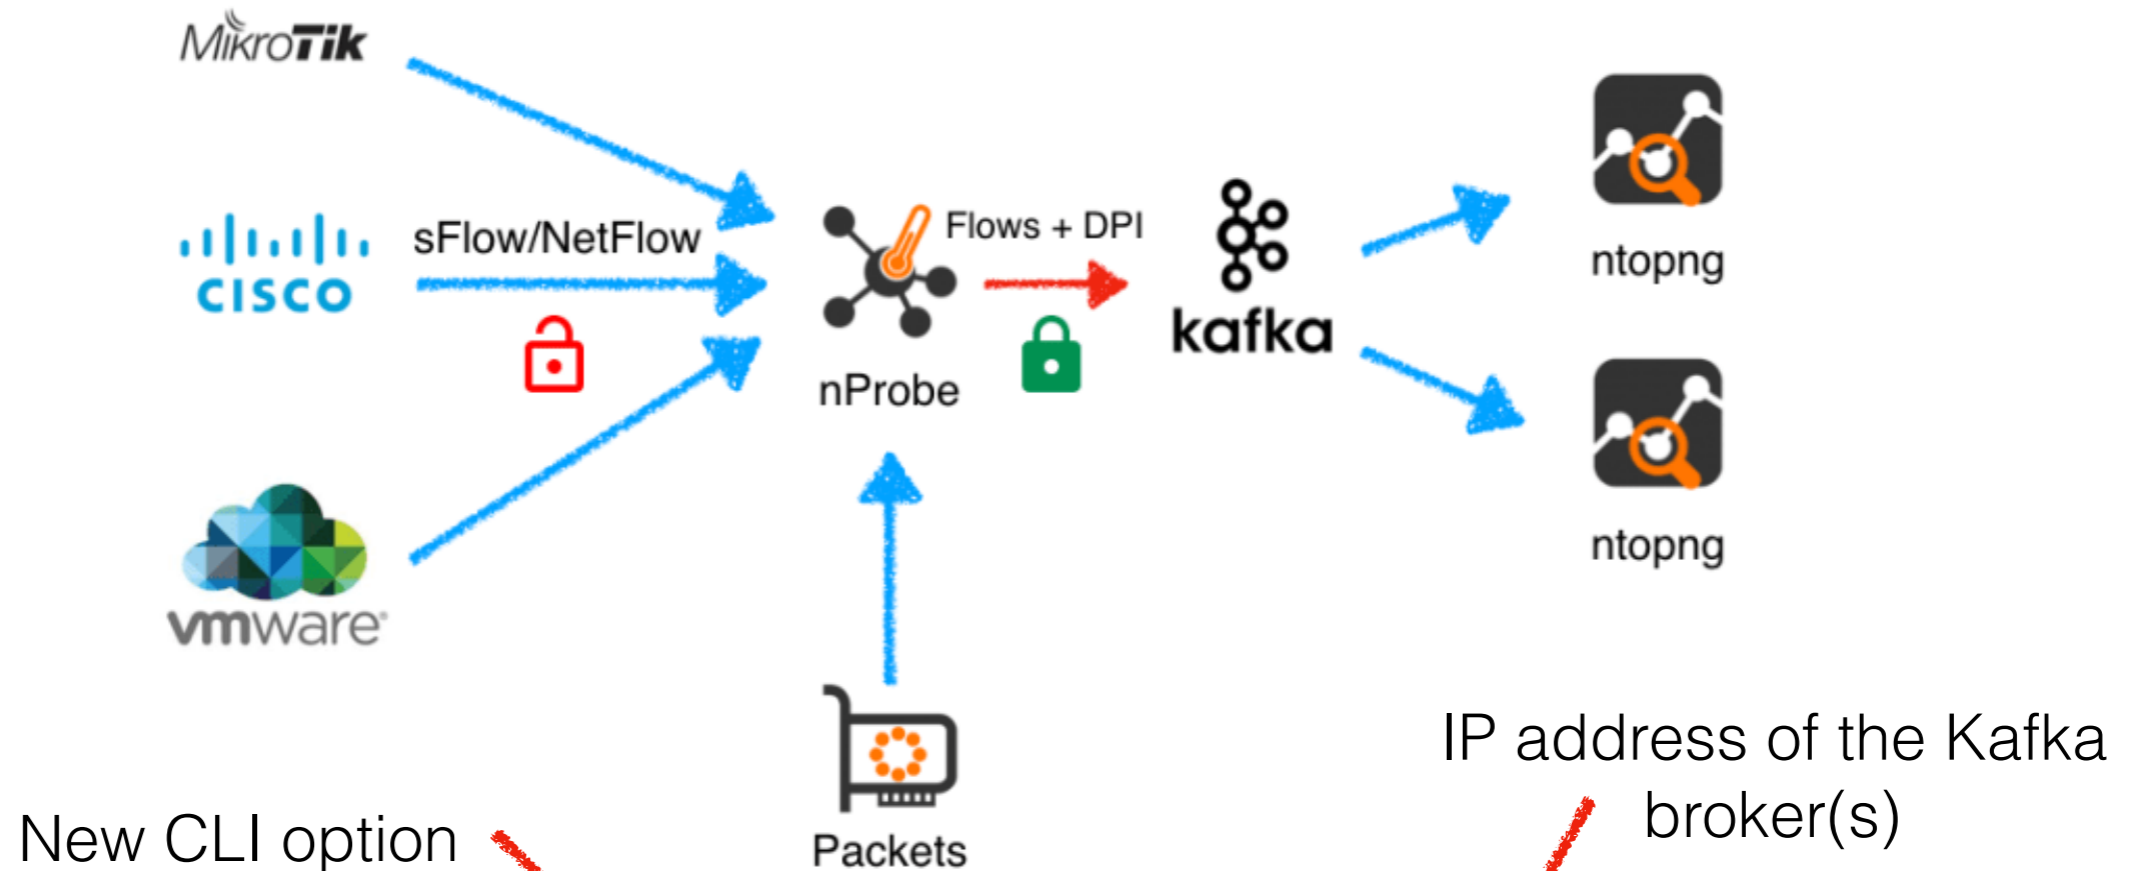 MikroTik
CISCO
sFlow/NetFlow
Flows + DPI
nProbe
kafka
ntopng
ntopng
vmware®
Packets
IP address of the Kafka
broker(s)
New CLI option